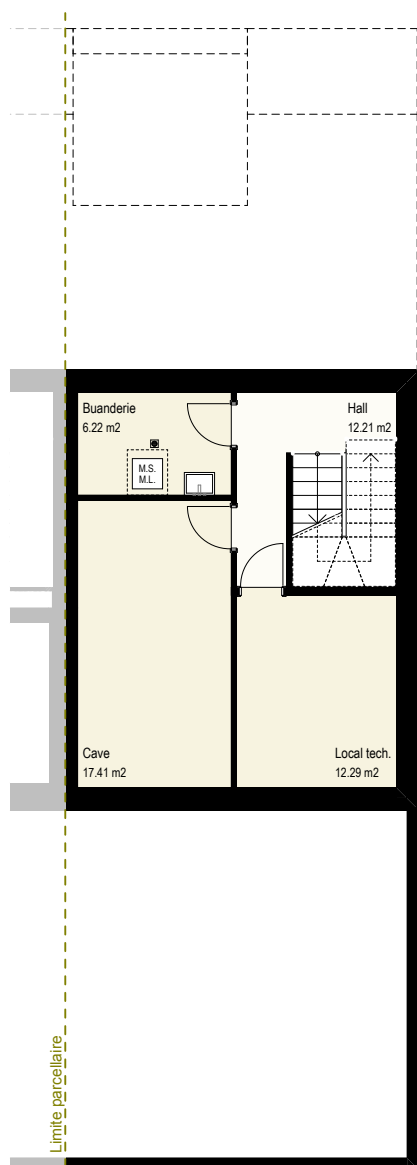 Buanderie
6.22 m2
Hall
12.21 m2
M.S.
M.L.
Cave
17.41 m2
Local tech.
12.29 m2
Limite parcellaire